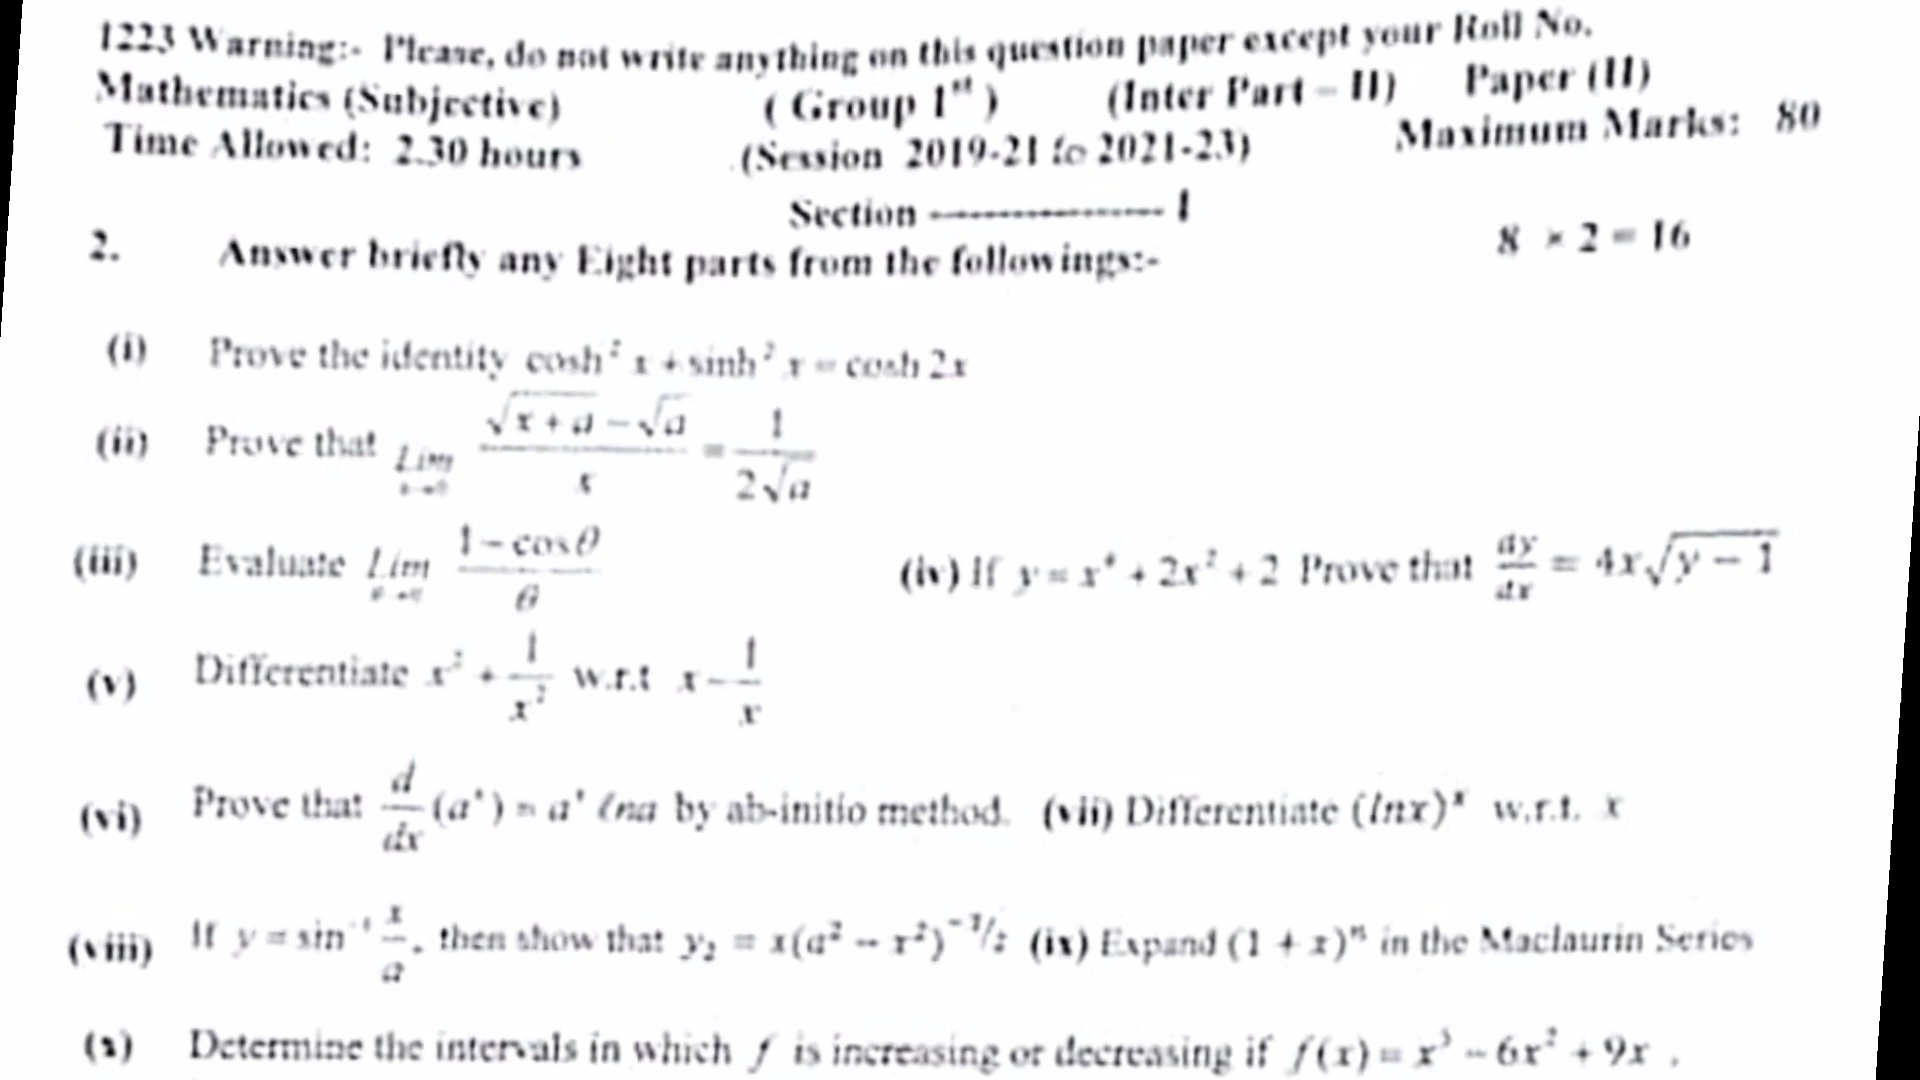 1223 Warning:- Please, do not write anything on this question paper except your Roll No.
Mathematics (Subjective) ( Group 1st ) (Inter Part – II) Paper (II)
Time Allowed: 2.30 hours (Session 2019-21 to 2021-23) Maximum Marks: 80
Section ----------------- I
2. Answer briefly any Eight parts from the followings:- 8 × 2 = 16
(i) Prove the identity cosh² x + sinh² x = cosh 2x
(ii) Prove that Lim x→0 (√(x + a) – √a) / x = 1 / (2√a)
(iii) Evaluate Lim (1 – cos θ) / θ (iv) If y = x⁴ + 2x² + 2 Prove that dy/dx = 4x√(y – 1)
(v) Differentiate x² + 1/x² w.r.t x – 1/x
(vi) Prove that d/dx (aˣ) = aˣ ℓna by ab-initio method. (vii) Differentiate (lnx)ˣ w.r.t. x
(viii) If y = sin⁻¹ x/a , then show that y₂ = x(a² – x²)^(–3/2) (ix) Expand (1 + x)ⁿ in the Maclaurin Series
(x) Determine the intervals in which f is increasing or decreasing if f(x) = x³ – 6x² + 9x .